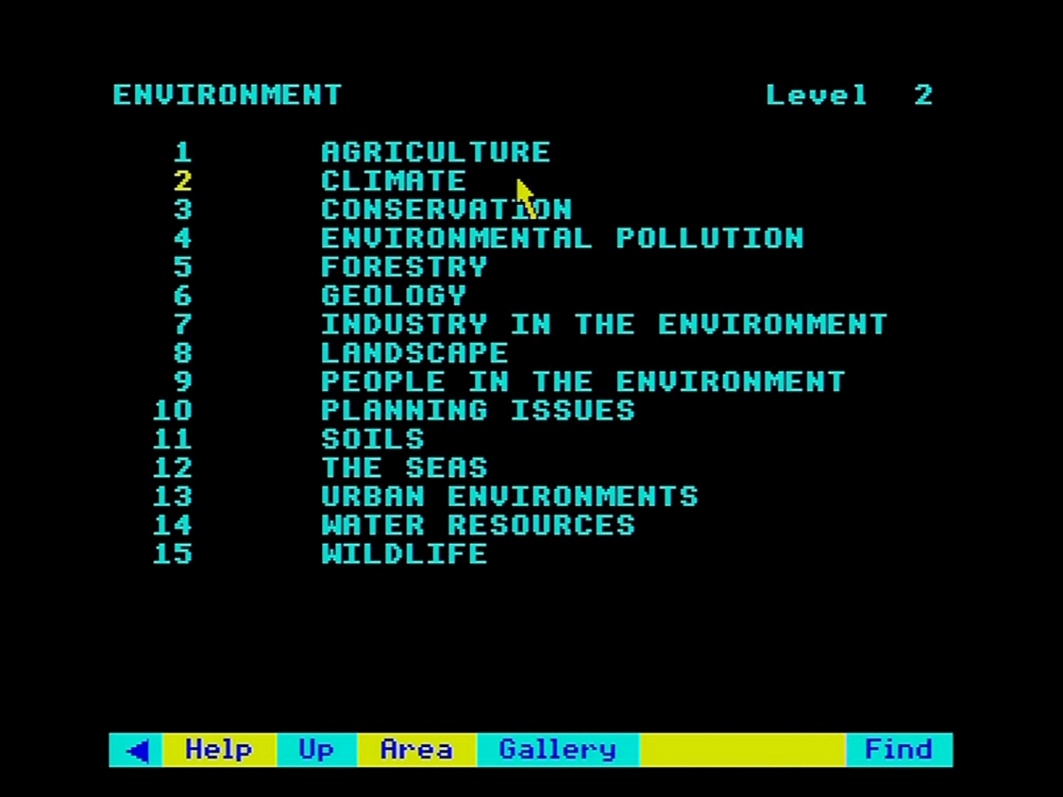 ENVIRONMENT Level 2
1 AGRICULTURE
2 CLIMATE
3 CONSERVATION
4 ENVIRONMENTAL POLLUTION
5 FORESTRY
6 GEOLOGY
7 INDUSTRY IN THE ENVIRONMENT
8 LANDSCAPE
9 PEOPLE IN THE ENVIRONMENT
10 PLANNING ISSUES
11 SOILS
12 THE SEAS
13 URBAN ENVIRONMENTS
14 WATER RESOURCES
15 WILDLIFE
Help Up Area Gallery Find